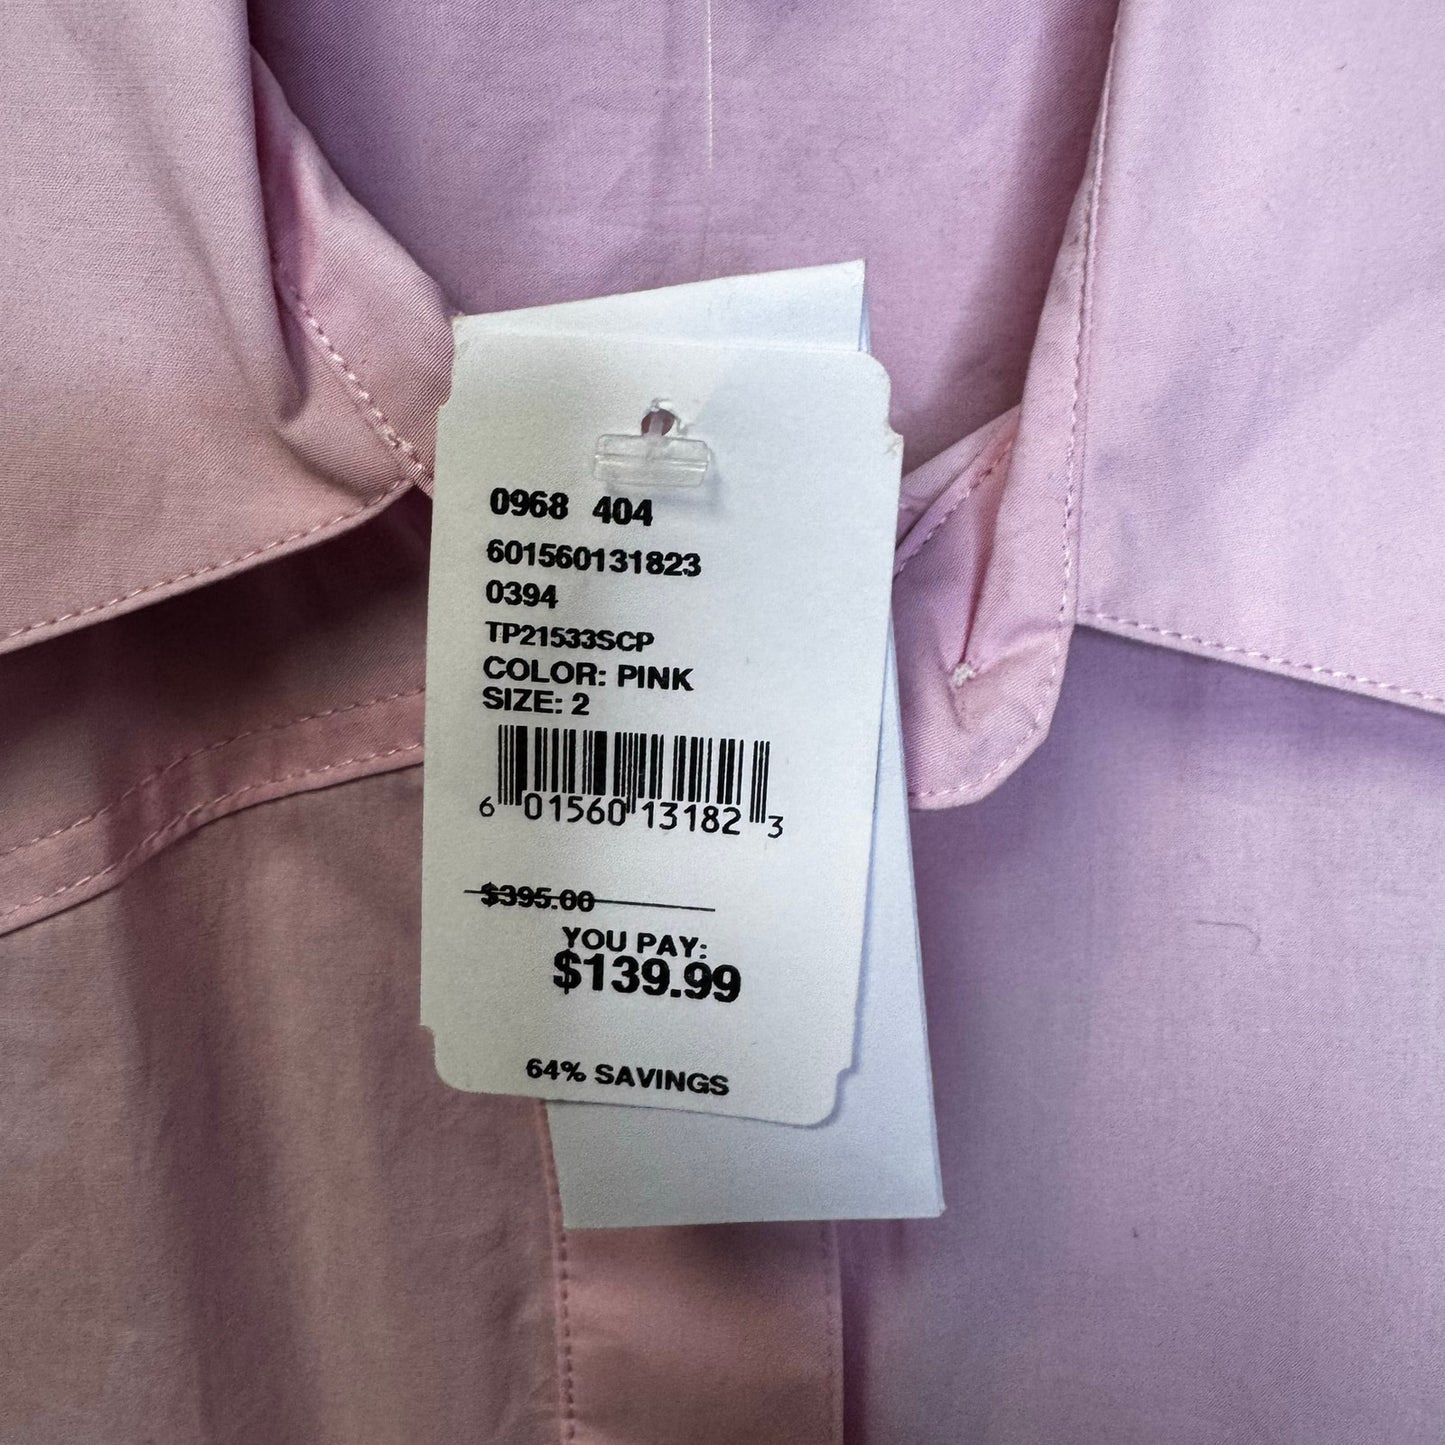 0968 404
601560131823
0394
TP21533SCP
COLOR: PINK
SIZE: 2
6 01560 13182 3
$395.00
YOU PAY:
$139.99
64% SAVINGS